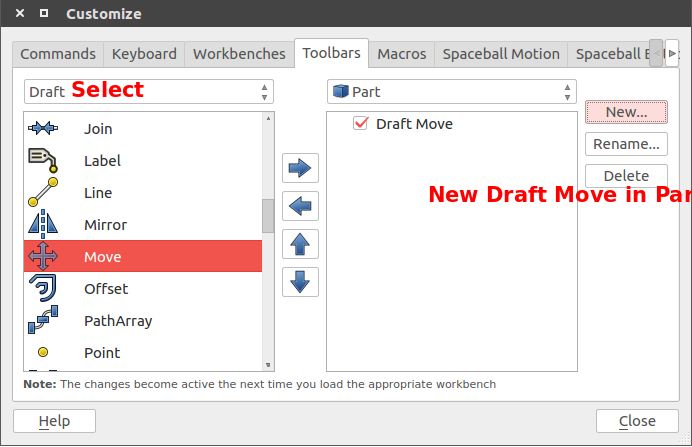 Customize
Commands Keyboard Workbenches Toolbars Macros Spaceball Motion Spaceball
Draft Select Part
New...
Draft Move
Rename...
Delete
New Draft Move in Par
Join
Label
Line
Mirror
Move
Offset
PathArray
Point
Note: The changes become active the next time you load the appropriate workbench
Help Close